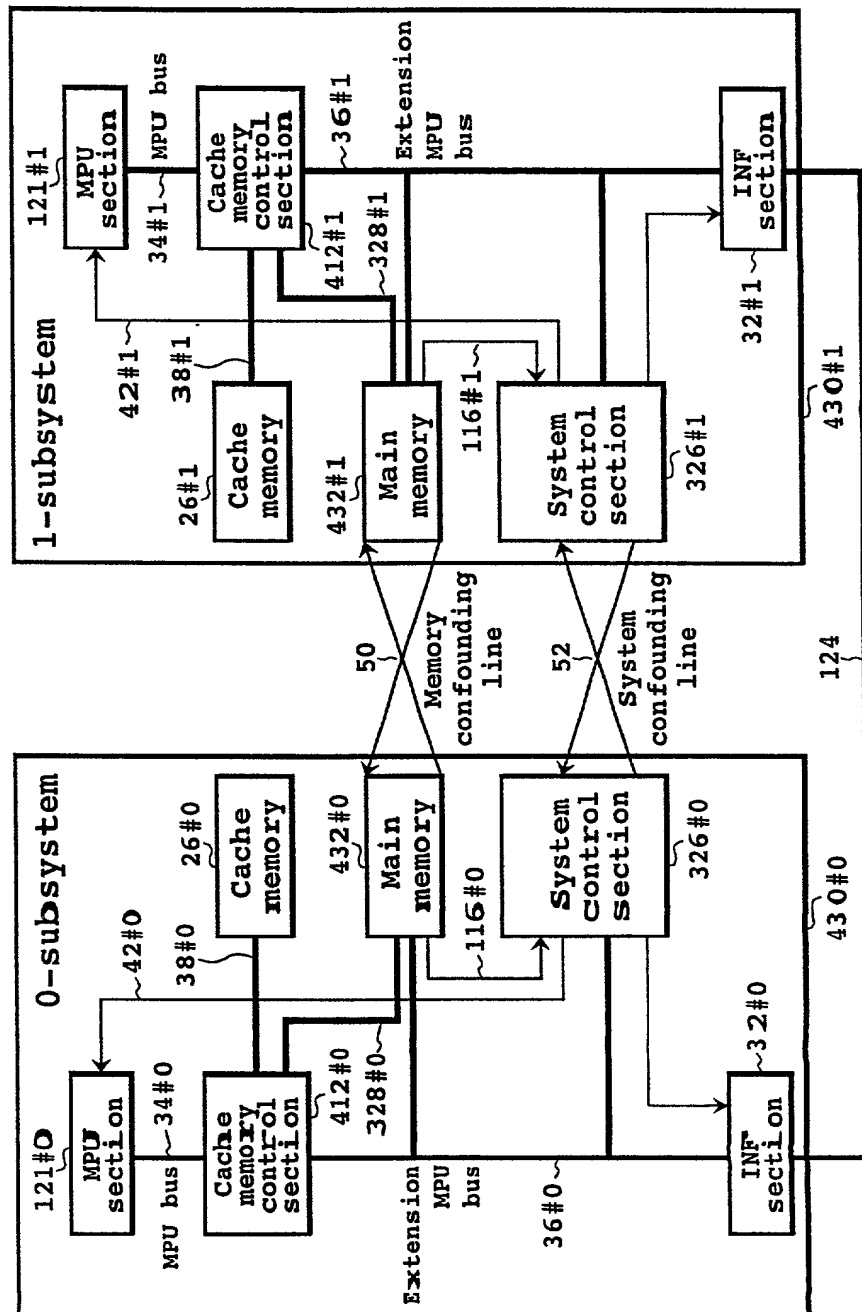 0-subsystem
121#0
MPU
section
MPU bus
34#0
42#0
Cache
memory
control
section
412#0
38#0
26#0
Cache
memory
328#0
432#0
Main
memory
116#0
Extension
MPU
bus
36#0
System
control
section
326#0
INF
section
32#0
430#0
50
Memory
confounding
line
52
System
confounding
line
124
1-subsystem
121#1
MPU
section
34#1
MPU bus
42#1
38#1
26#1
Cache
memory
Cache
memory
control
section
412#1
328#1
432#1
Main
memory
116#1
36#1
Extension
MPU
bus
System
control
section
326#1
INF
section
32#1
430#1